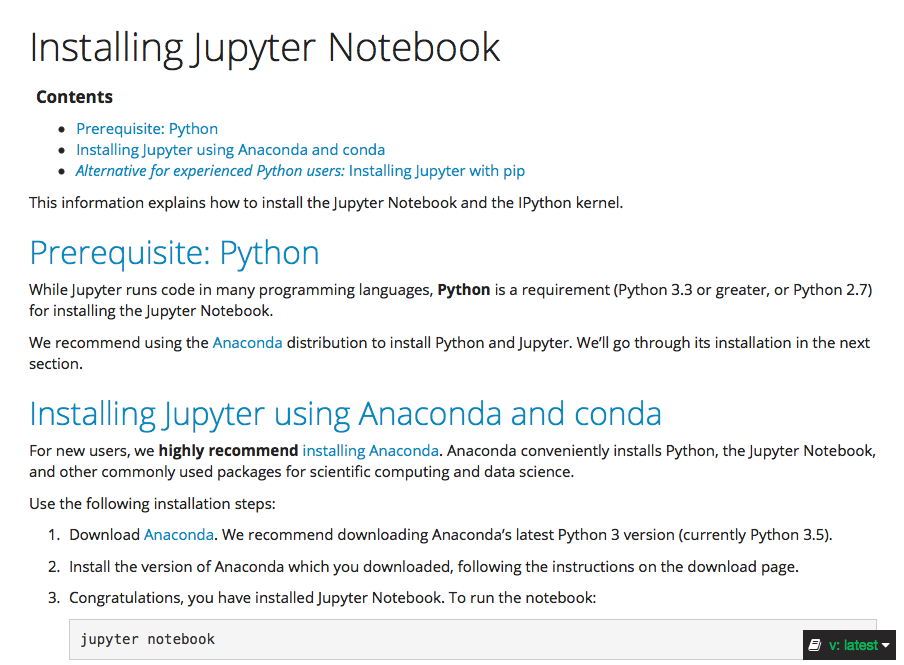 Installing Jupyter Notebook
Contents
Prerequisite: Python
Installing Jupyter using Anaconda and conda
Alternative for experienced Python users: Installing Jupyter with pip
This information explains how to install the Jupyter Notebook and the IPython kernel.
Prerequisite: Python
While Jupyter runs code in many programming languages, Python is a requirement (Python 3.3 or greater, or Python 2.7)
for installing the Jupyter Notebook.
We recommend using the Anaconda distribution to install Python and Jupyter. We’ll go through its installation in the next
section.
Installing Jupyter using Anaconda and conda
For new users, we highly recommend installing Anaconda. Anaconda conveniently installs Python, the Jupyter Notebook,
and other commonly used packages for scientific computing and data science.
Use the following installation steps:
1. Download Anaconda. We recommend downloading Anaconda’s latest Python 3 version (currently Python 3.5).
2. Install the version of Anaconda which you downloaded, following the instructions on the download page.
3. Congratulations, you have installed Jupyter Notebook. To run the notebook:
jupyter notebook
v: latest